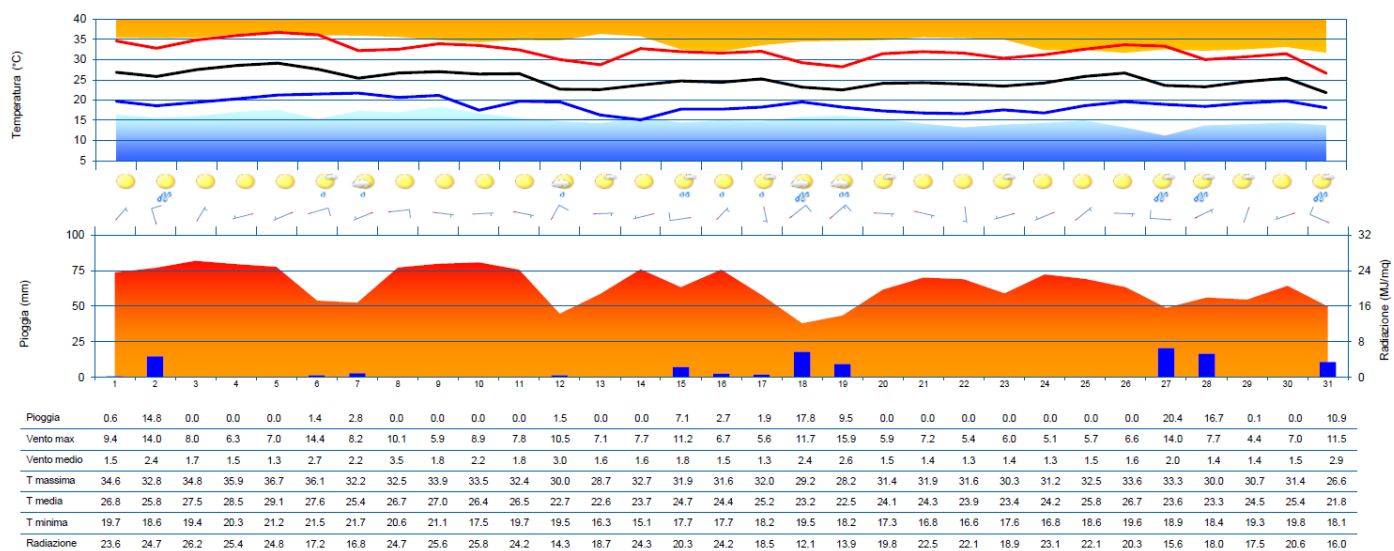 40
35
30
25
20
15
10
5
Temperatura (°C)
100
75
50
25
0
Pioggia (mm)
32
24
16
8
0
Radiazione (MJ/mq)
1 2 3 4 5 6 7 8 9 10 11 12 13 14 15 16 17 18 19 20 21 22 23 24 25 26 27 28 29 30 31
Pioggia 0.6 14.8 0.0 0.0 0.0 1.4 2.8 0.0 0.0 0.0 0.0 1.5 0.0 0.0 7.1 2.7 1.9 17.8 9.5 0.0 0.0 0.0 0.0 0.0 0.0 0.0 20.4 16.7 0.1 0.0 10.9
Vento max 9.4 14.0 8.0 6.3 7.0 14.4 8.2 10.1 5.9 8.9 7.8 10.5 7.1 7.7 11.2 6.7 5.6 11.7 15.9 5.9 7.2 5.4 6.0 5.1 5.7 6.6 14.0 7.7 4.4 7.0 11.5
Vento medio 1.5 2.4 1.7 1.5 1.3 2.7 2.2 3.5 1.8 2.2 1.8 3.0 1.6 1.6 1.8 1.5 1.3 2.4 2.6 1.5 1.4 1.3 1.4 1.3 1.5 1.6 2.0 1.4 1.4 1.5 2.9
T massima 34.6 32.8 34.8 35.9 36.7 36.1 32.2 32.5 33.9 33.5 32.4 30.0 28.7 32.7 31.9 31.6 32.0 29.2 28.2 31.4 31.9 31.6 30.3 31.2 32.5 33.6 33.3 30.0 30.7 31.4 26.6
T media 26.8 25.8 27.5 28.5 29.1 27.6 25.4 26.7 27.0 26.4 26.5 22.7 22.6 23.7 24.7 24.4 25.2 23.2 22.5 24.1 24.3 23.9 23.4 24.2 25.8 26.7 23.6 23.3 24.5 25.4 21.8
T minima 19.7 18.6 19.4 20.3 21.2 21.5 21.7 20.6 21.1 17.5 19.7 19.5 16.3 15.1 17.7 17.7 18.2 19.5 18.2 17.3 16.8 16.6 17.6 16.8 18.6 19.6 18.9 18.4 19.3 19.8 18.1
Radiazione 23.6 24.7 26.2 25.4 24.8 17.2 16.8 24.7 25.6 25.8 24.2 14.3 18.7 24.3 20.3 24.2 18.5 12.1 13.9 19.8 22.5 22.1 18.9 23.1 22.1 20.3 15.6 18.0 17.5 20.6 16.0